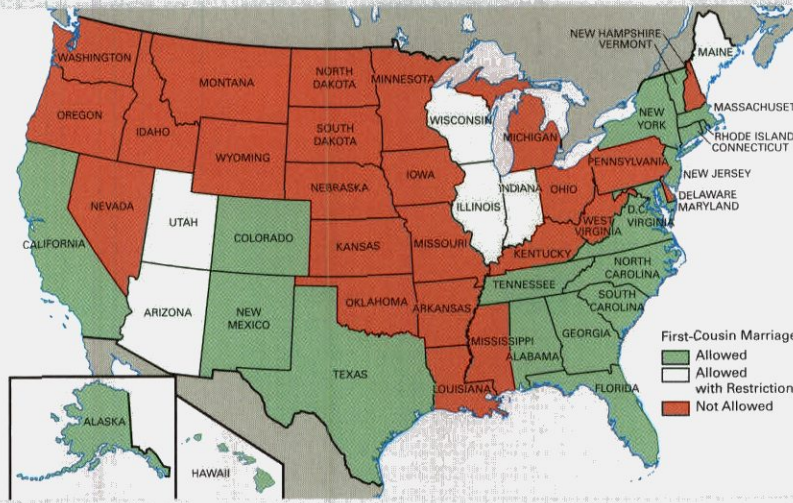 NEW HAMPSHIRE
VERMONT
MAINE
WASHINGTON
MONTANA
NORTH
DAKOTA
MINNESOTA
OREGON
IDAHO
SOUTH
DAKOTA
WISCONSIN
MICHIGAN
NEW
YORK
MASSACHUSET
RHODE ISLAND
CONNECTICUT
WYOMING
IOWA
PENNSYLVANIA
NEW JERSEY
NEBRASKA
NEVADA
UTAH
ILLINOIS
INDIANA
OHIO
DELAWARE
MARYLAND
D.C.
CALIFORNIA
COLORADO
KANSAS
MISSOURI
WEST
VIRGINIA
VIRGINIA
KENTUCKY
NORTH
CAROLINA
TENNESSEE
ARIZONA
NEW
MEXICO
OKLAHOMA
ARKANSAS
SOUTH
CAROLINA
MISSISSIPPI
ALABAMA
GEORGIA
TEXAS
LOUISIANA
FLORIDA
ALASKA
HAWAII
First-Cousin Marriage
Allowed
Allowed
with Restriction
Not Allowed